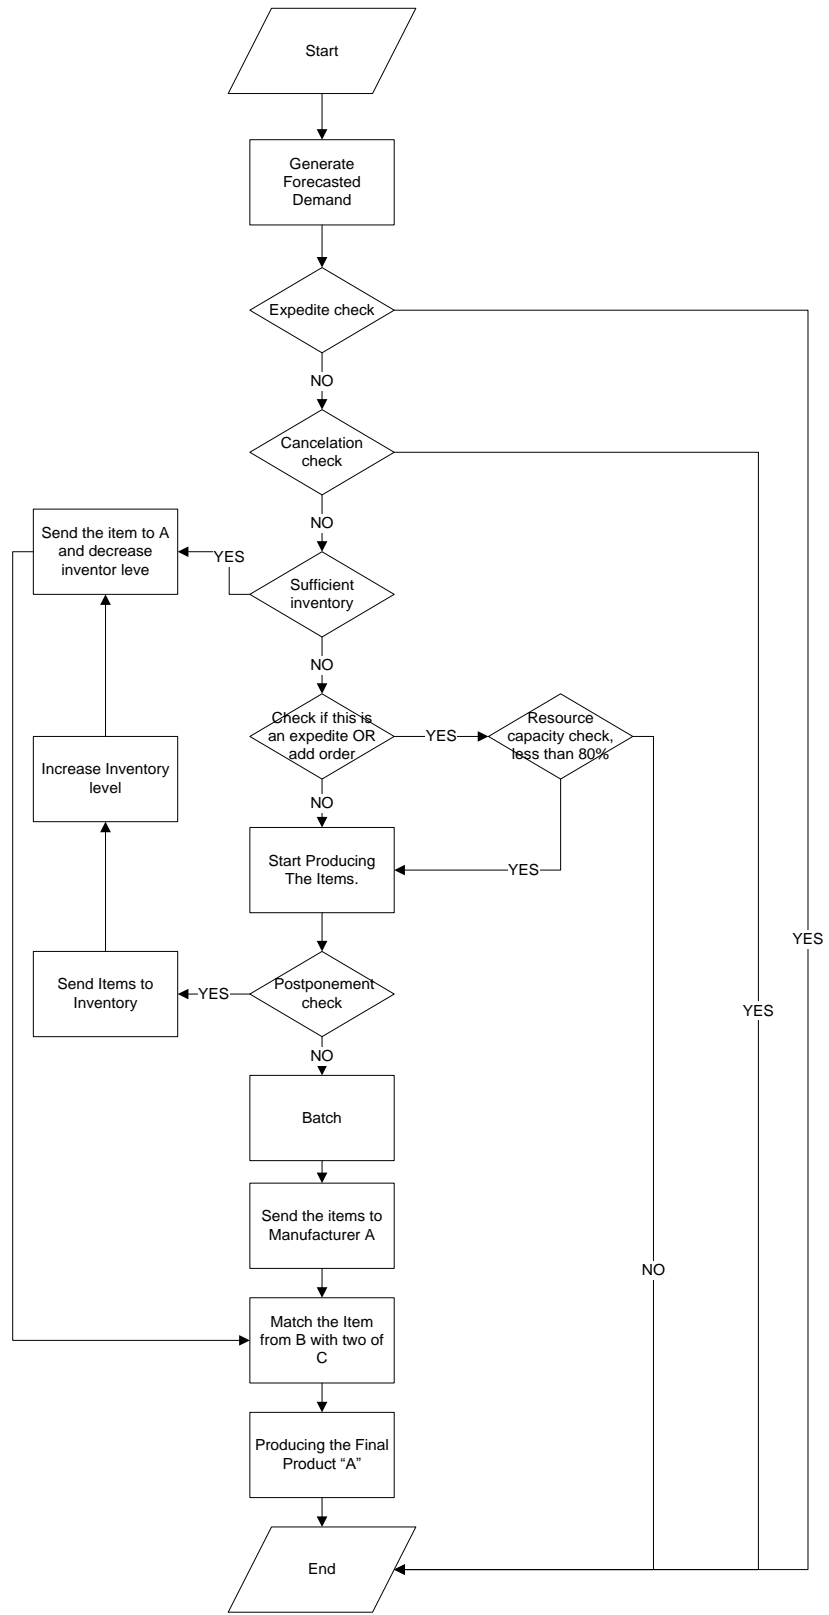 Start
Generate
Forecasted
Demand
Expedite check
NO
Cancelation
check
NO
Send the item to A
and decrease
inventor leve
YES
Sufficient
inventory
NO
Check if this is
an expedite OR
add order
YES
Resource
capacity check,
less than 80%
Increase Inventory
level
NO
Start Producing
The Items.
YES
YES
Send Items to
Inventory
YES
Postponement
check
YES
NO
Batch
Send the items to
Manufacturer A
NO
Match the Item
from B with two of
C
Producing the Final
Product “A”
End